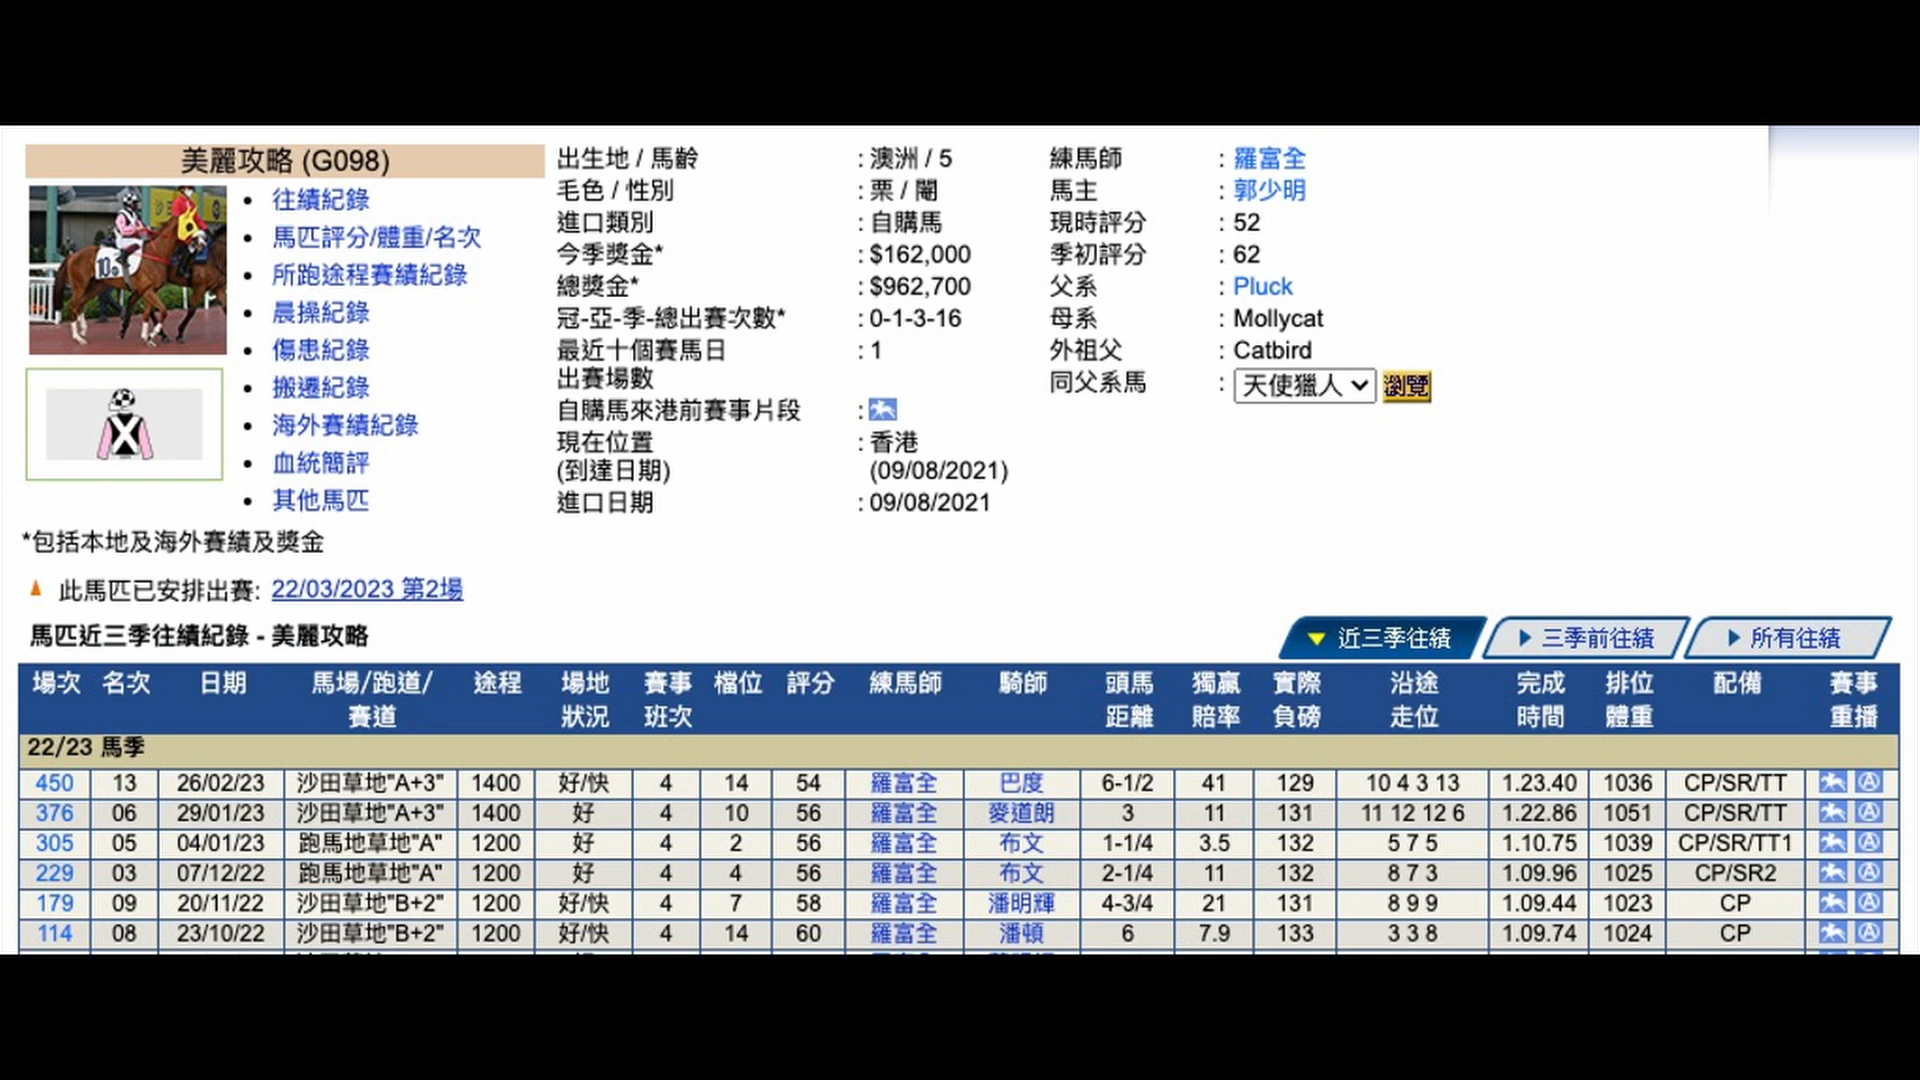 美麗攻略 (G098)
往績紀錄
馬匹評分/體重/名次
所跑途程賽績紀錄
晨操紀錄
傷患紀錄
搬遷紀錄
海外賽績紀錄
血統簡評
其他馬匹
出生地 / 馬齡 : 澳洲 / 5
毛色 / 性別 : 栗 / 閹
進口類別 : 自購馬
今季獎金* : $162,000
總獎金* : $962,700
冠-亞-季-總出賽次數* : 0-1-3-16
最近十個賽馬日 : 1
出賽場數
自購馬來港前賽事片段 :
現在位置 : 香港
(到達日期) (09/08/2021)
進口日期 : 09/08/2021
練馬師 : 羅富全
馬主 : 郭少明
現時評分 : 52
季初評分 : 62
父系 : Pluck
母系 : Mollycat
外祖父 : Catbird
同父系馬 : 天使獵人 瀏覽
*包括本地及海外賽績及獎金
此馬匹已安排出賽: 22/03/2023 第2場
馬匹近三季往績紀錄 - 美麗攻略
近三季往績 三季前往績 所有往績
場次 名次 日期 馬場/跑道/賽道 途程 場地狀況 賽事班次 檔位 評分 練馬師 騎師 頭馬距離 獨贏賠率 實際負磅 沿途走位 完成時間 排位體重 配備 賽事重播
22/23 馬季
450 13 26/02/23 沙田草地"A+3" 1400 好/快 4 14 54 羅富全 巴度 6-1/2 41 129 10 4 3 13 1.23.40 1036 CP/SR/TT
376 06 29/01/23 沙田草地"A+3" 1400 好 4 10 56 羅富全 麥道朗 3 11 131 11 12 12 6 1.22.86 1051 CP/SR/TT
305 05 04/01/23 跑馬地草地"A" 1200 好 4 2 56 羅富全 布文 1-1/4 3.5 132 5 7 5 1.10.75 1039 CP/SR/TT1
229 03 07/12/22 跑馬地草地"A" 1200 好 4 4 56 羅富全 布文 2-1/4 11 132 8 7 3 1.09.96 1025 CP/SR2
179 09 20/11/22 沙田草地"B+2" 1200 好/快 4 7 58 羅富全 潘明輝 4-3/4 21 131 8 9 9 1.09.44 1023 CP
114 08 23/10/22 沙田草地"B+2" 1200 好/快 4 14 60 羅富全 潘頓 6 7.9 133 3 3 8 1.09.74 1024 CP